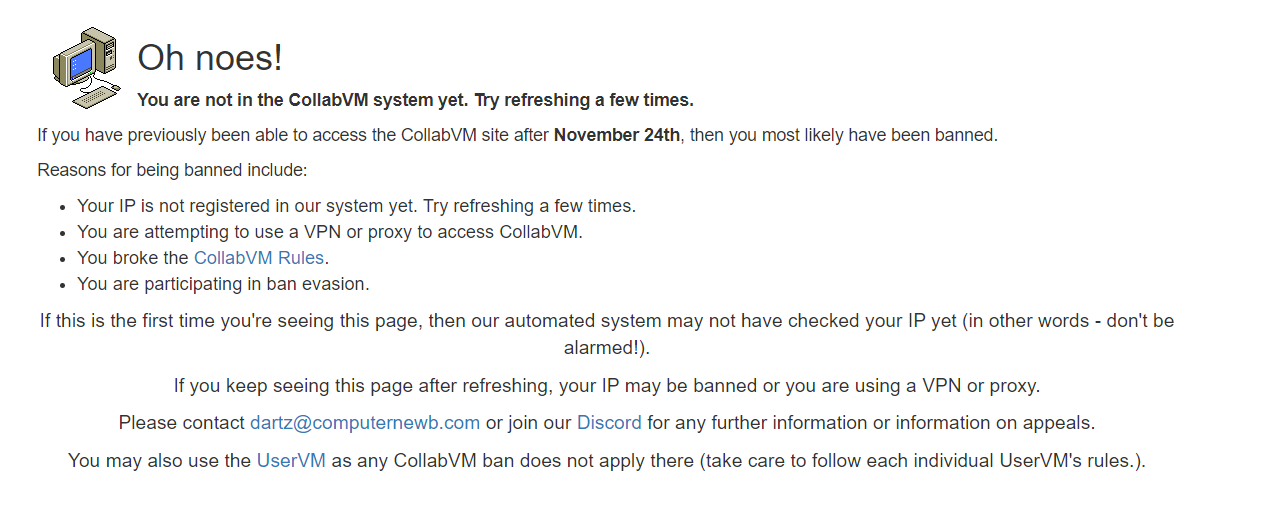 Oh noes!
You are not in the CollabVM system yet. Try refreshing a few times.
If you have previously been able to access the CollabVM site after November 24th, then you most likely have been banned.
Reasons for being banned include:
• Your IP is not registered in our system yet. Try refreshing a few times.
• You are attempting to use a VPN or proxy to access CollabVM.
• You broke the CollabVM Rules.
• You are participating in ban evasion.
If this is the first time you're seeing this page, then our automated system may not have checked your IP yet (in other words - don't be
alarmed!).
If you keep seeing this page after refreshing, your IP may be banned or you are using a VPN or proxy.
Please contact dartz@computernewb.com or join our Discord for any further information or information on appeals.
You may also use the UserVM as any CollabVM ban does not apply there (take care to follow each individual UserVM's rules.).